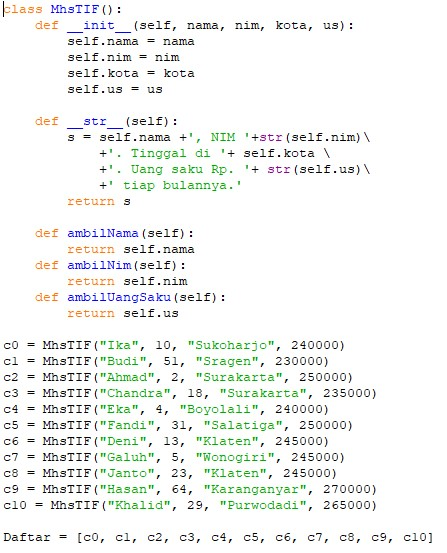 class MhsTIF():
    def __init__(self, nama, nim, kota, us):
        self.nama = nama
        self.nim = nim
        self.kota = kota
        self.us = us

    def __str__(self):
        s = self.nama +', NIM '+str(self.nim)\
            +'. Tinggal di '+ self.kota \
            +'. Uang saku Rp. '+ str(self.us)\
            +' tiap bulannya.'
        return s

    def ambilNama(self):
        return self.nama
    def ambilNim(self):
        return self.nim
    def ambilUangSaku(self):
        return self.us

c0 = MhsTIF("Ika", 10, "Sukoharjo", 240000)
c1 = MhsTIF("Budi", 51, "Sragen", 230000)
c2 = MhsTIF("Ahmad", 2, "Surakarta", 250000)
c3 = MhsTIF("Chandra", 18, "Surakarta", 235000)
c4 = MhsTIF("Eka", 4, "Boyolali", 240000)
c5 = MhsTIF("Fandi", 31, "Salatiga", 250000)
c6 = MhsTIF("Deni", 13, "Klaten", 245000)
c7 = MhsTIF("Galuh", 5, "Wonogiri", 245000)
c8 = MhsTIF("Janto", 23, "Klaten", 245000)
c9 = MhsTIF("Hasan", 64, "Karanganyar", 270000)
c10 = MhsTIF("Khalid", 29, "Purwodadi", 265000)

Daftar = [c0, c1, c2, c3, c4, c5, c6, c7, c8, c9, c10]